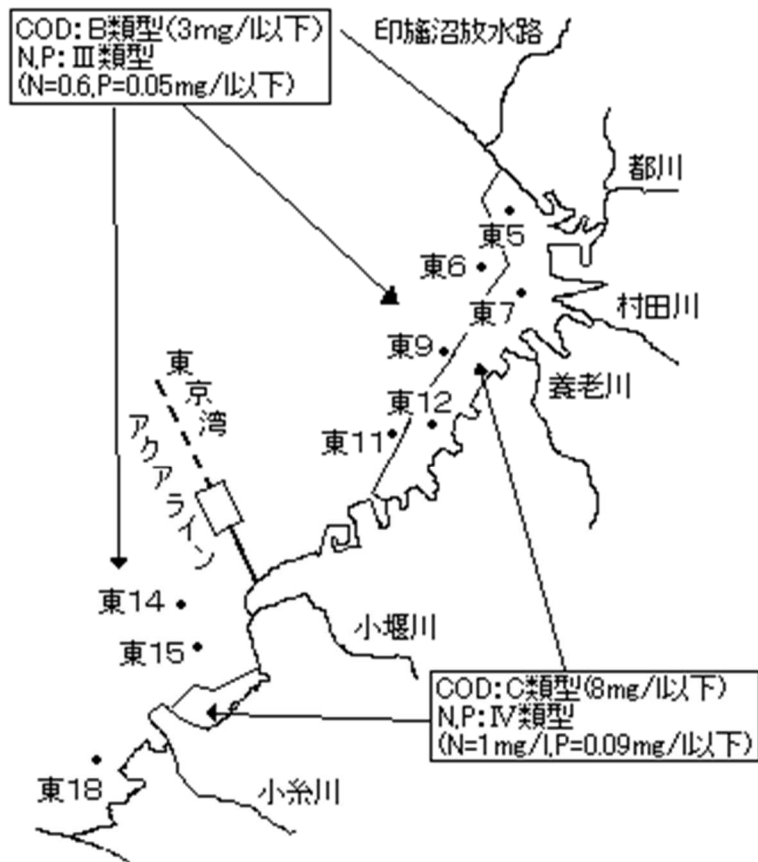 COD:B類型(3mg/l以下)
N,P:Ⅲ類型
(N=0.6,P=0.05mg/l以下)
印旛沼放水路
都川
東5
東6
東7
村田川
東9
養老川
東12
東11
東京湾
アクアライン
東14
小堰川
東15
COD:C類型(8mg/l以下)
N,P:Ⅳ類型
(N=1mg/l,P=0.09mg/l以下)
東18
小糸川